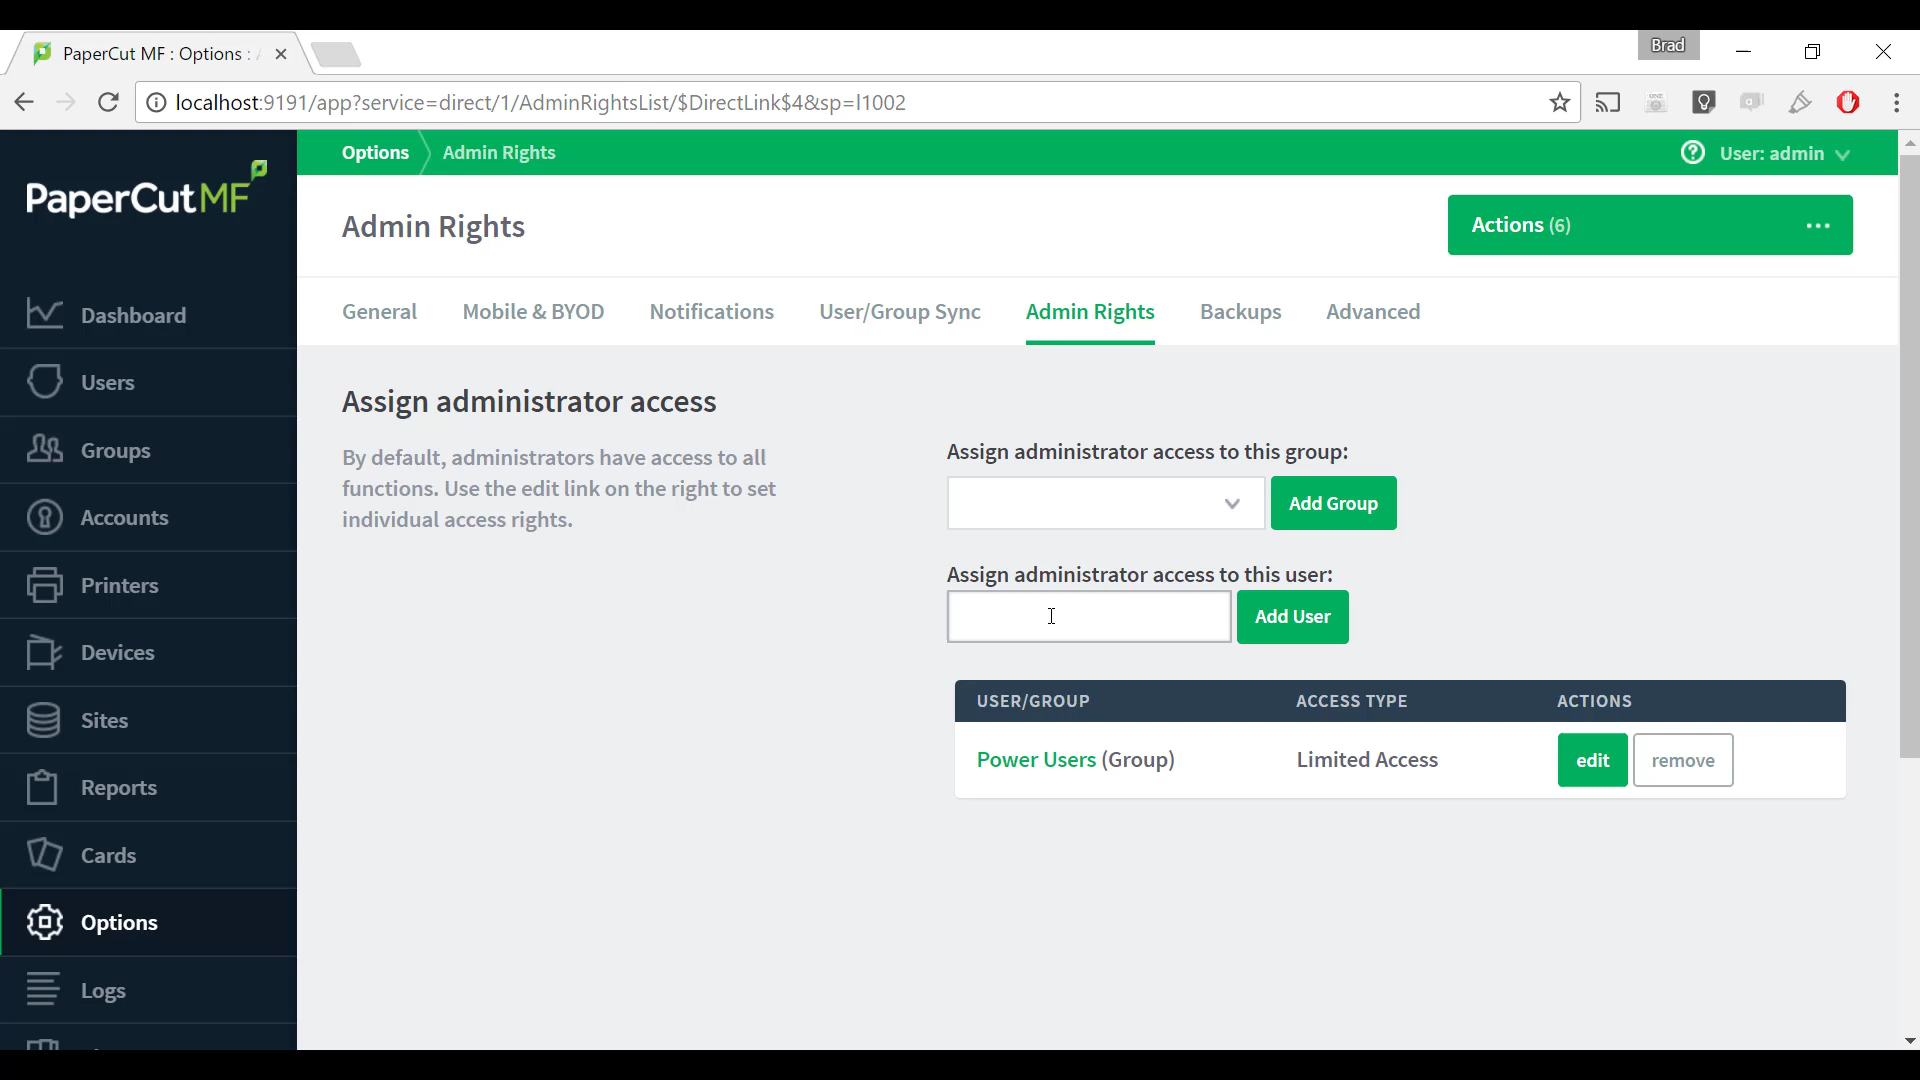 PaperCut MF : Options : A
Brad
localhost:9191/app?service=direct/1/AdminRightsList/$DirectLink$4&sp=l1002
PaperCutMF
Options
Admin Rights
User: admin
Admin Rights
Actions (6)
General
Mobile & BYOD
Notifications
User/Group Sync
Admin Rights
Backups
Advanced
Dashboard
Users
Groups
Accounts
Printers
Devices
Sites
Reports
Cards
Options
Logs
Assign administrator access
By default, administrators have access to all
functions. Use the edit link on the right to set
individual access rights.
Assign administrator access to this group:
Add Group
Assign administrator access to this user:
Add User
USER/GROUP ACCESS TYPE ACTIONS
Power Users (Group) Limited Access edit remove